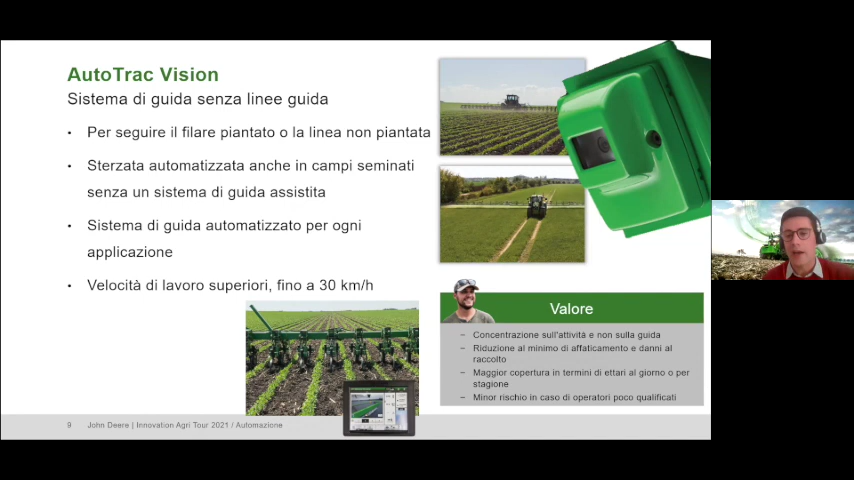 AutoTrac Vision
Sistema di guida senza linee guida
• Per seguire il filare piantato o la linea non piantata
• Sterzata automatizzata anche in campi seminati
senza un sistema di guida assistita
• Sistema di guida automatizzato per ogni
applicazione
• Velocità di lavoro superiori, fino a 30 km/h
Valore
– Concentrazione sull'attività e non sulla guida
– Riduzione al minimo di affaticamento e danni al
raccolto
– Maggior copertura in termini di ettari al giorno o per
stagione
– Minor rischio in caso di operatori poco qualificati
9 John Deere | Innovation Agri Tour 2021 / Automazione